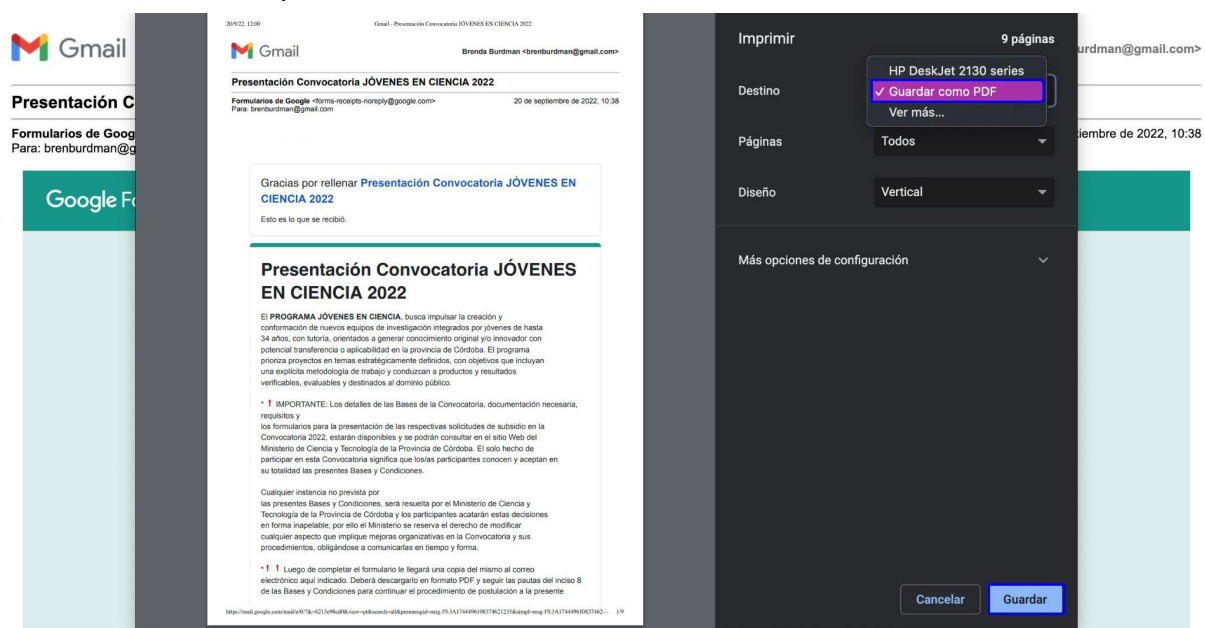 20/9/22, 12:00 Gmail - Presentación Convocatoria JÓVENES EN CIENCIA 2022
Gmail
Brenda Burdman <brenburdman@gmail.com>
Presentación Convocatoria JÓVENES EN CIENCIA 2022
Formularios de Google <forms-receipts-noreply@google.com> 20 de septiembre de 2022, 10:38
Para: brenburdman@gmail.com
Gracias por rellenar Presentación Convocatoria JÓVENES EN
CIENCIA 2022
Esto es lo que se recibió.
Presentación Convocatoria JÓVENES
EN CIENCIA 2022
El PROGRAMA JÓVENES EN CIENCIA, busca impulsar la creación y
conformación de nuevos equipos de investigación integrados por jóvenes de hasta
34 años, con tutoría, orientados a generar conocimiento original y/o innovador con
potencial transferencia o aplicabilidad en la provincia de Córdoba. El programa
prioriza proyectos en temas estratégicamente definidos, con objetivos que incluyan
una explícita metodología de trabajo y conduzcan a productos y resultados
verificables, evaluables y destinados al dominio público.
* ❗ IMPORTANTE: Los detalles de las Bases de la Convocatoria, documentación necesaria,
requisitos y
los formularios para la presentación de las respectivas solicitudes de subsidio en la
Convocatoria 2022, estarán disponibles y se podrán consultar en el sitio Web del
Ministerio de Ciencia y Tecnología de la Provincia de Córdoba. El solo hecho de
participar en esta Convocatoria significa que los/as participantes conocen y aceptan en
su totalidad las presentes Bases y Condiciones.
Cualquier instancia no prevista por
las presentes Bases y Condiciones, será resuelta por el Ministerio de Ciencia y
Tecnología de la Provincia de Córdoba y los participantes acatarán estas decisiones
en forma inapelable; por ello el Ministerio se reserva el derecho de modificar
cualquier aspecto que implique mejoras organizativas en la Convocatoria y sus
procedimientos, obligándose a comunicarlas en tiempo y forma.
*❗❗ Luego de completar el formulario le llegará una copia del mismo al correo
electrónico aquí indicado. Deberá descargarlo en formato PDF y seguir las pautas del inciso 8
de las Bases y Condiciones para continuar el procedimiento de postulación a la presente
1/9
Gmail
Presentación C
Formularios de Goog
Para: brenburdman@g
Google Fo
urdman@gmail.com>
tiembre de 2022, 10:38
Imprimir 9 páginas
Destino
HP DeskJet 2130 series
✓ Guardar como PDF
Ver más...
Páginas Todos
Diseño Vertical
Más opciones de configuración
Cancelar Guardar